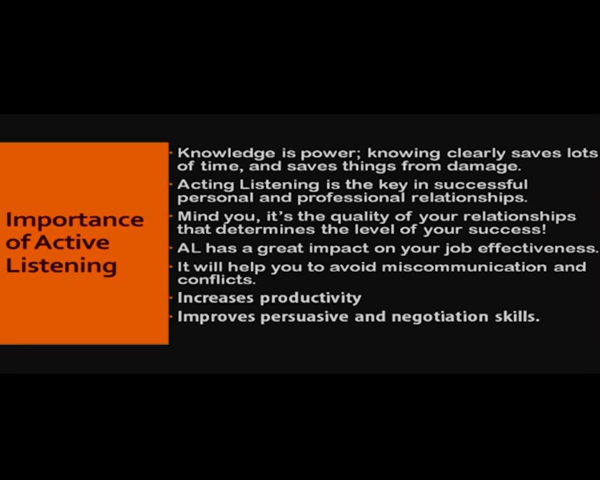 Importance
of Active
Listening
Knowledge is power; knowing clearly saves lots
of time, and saves things from damage.
Acting Listening is the key in successful
personal and professional relationships.
Mind you, it's the quality of your relationships
that determines the level of your success!
AL has a great impact on your job effectiveness.
It will help you to avoid miscommunication and
conflicts.
Increases productivity
Improves persuasive and negotiation skills.